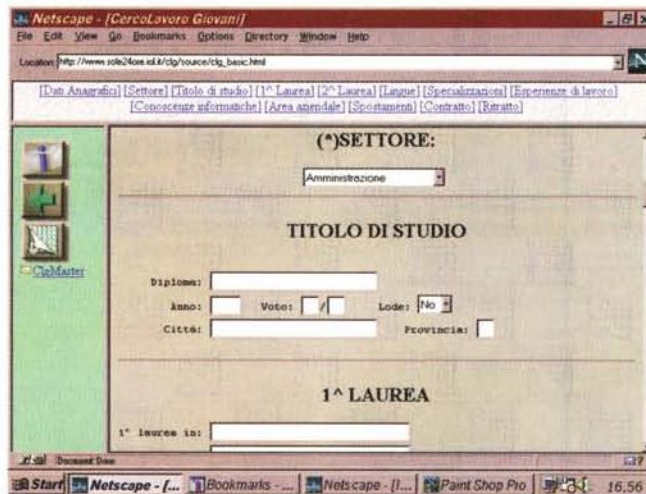 Netscape - [CercoLavoro Giovani]
File Edit View Go Bookmarks Options Directory Window Help
Location: http://www.sole24ore.iol.it/clg/source/clg_basic.html
[Dati Anagrafici] [Settore] [Titolo di studio] [1^ Laurea] [2^ Laurea] [Lingue] [Specializzazioni] [Esperienze di lavoro]
[Conoscenze informatiche] [Area aziendale] [Spostamenti] [Contratto] [Ritratto]
(*)SETTORE:
Amministrazione
TITOLO DI STUDIO
ClgMaster
Diploma:
Anno: Voto: / Lode: No
Città: Provincia:
1^ LAUREA
1^ laurea in:
Document: Done
Start Netscape - [... Bookmarks - ... Netscape - [I... Paint Shop Pro 16.56